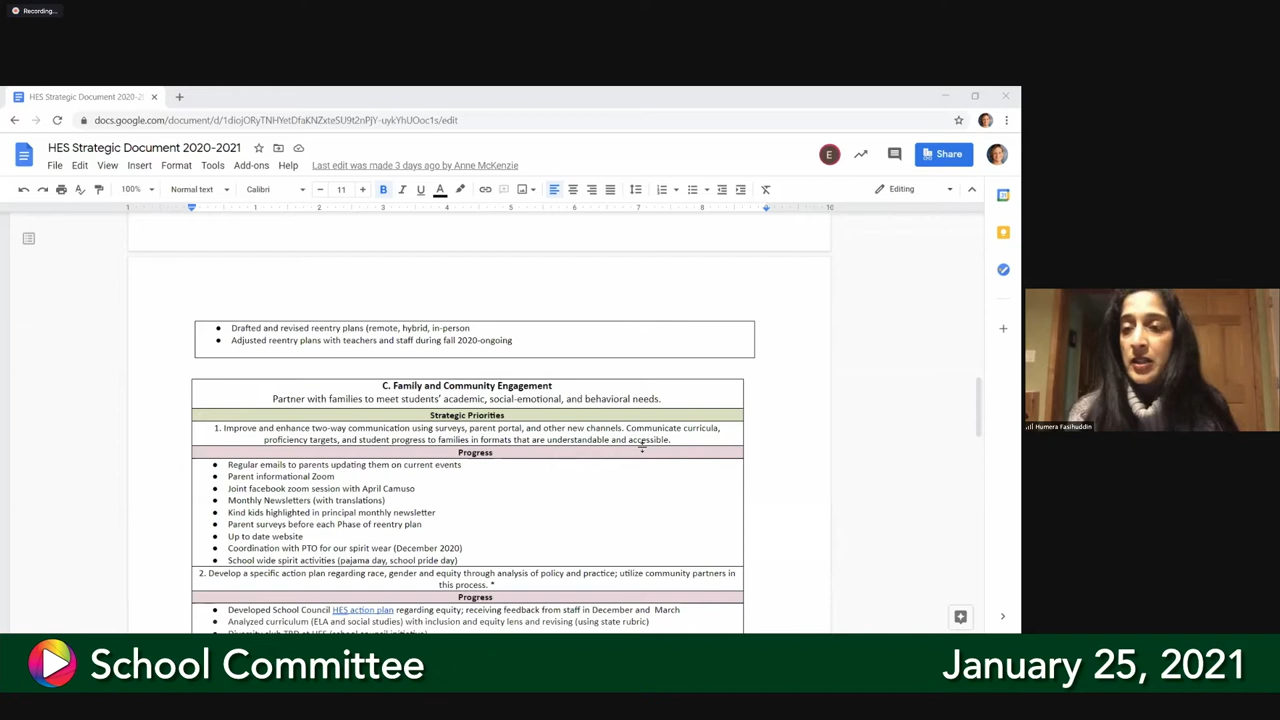 Recording...
HES Strategic Document 2020-2
docs.google.com/document/d/1diojORyTNHYetDfaKNZxteSU9t2nPjY-uykYhUOoc1s/edit
HES Strategic Document 2020-2021
File Edit View Insert Format Tools Add-ons Help Last edit was made 3 days ago by Anne McKenzie
E
Share
100% Normal text Calibri 11 B I U A Editing
1 1 2 3 4 5 6 7 8 10
Drafted and revised reentry plans (remote, hybrid, in-person
Adjusted reentry plans with teachers and staff during fall 2020-ongoing
C. Family and Community Engagement
Partner with families to meet students' academic, social-emotional, and behavioral needs.
Strategic Priorities
1. Improve and enhance two-way communication using surveys, parent portal, and other new channels. Communicate curricula,
proficiency targets, and student progress to families in formats that are understandable and accessible.
Progress
Regular emails to parents updating them on current events
Parent informational Zoom
Joint facebook zoom session with April Camuso
Monthly Newsletters (with translations)
Kind kids highlighted in principal monthly newsletter
Parent surveys before each Phase of reentry plan
Up to date website
Coordination with PTO for our spirit wear (December 2020)
School wide spirit activities (pajama day, school pride day)
2. Develop a specific action plan regarding race, gender and equity through analysis of policy and practice; utilize community partners in
this process. *
Progress
Developed School Council HES action plan regarding equity; receiving feedback from staff in December and March
Analyzed curriculum (ELA and social studies) with inclusion and equity lens and revising (using state rubric)
Humera Fasihuddin
School Committee
January 25, 2021